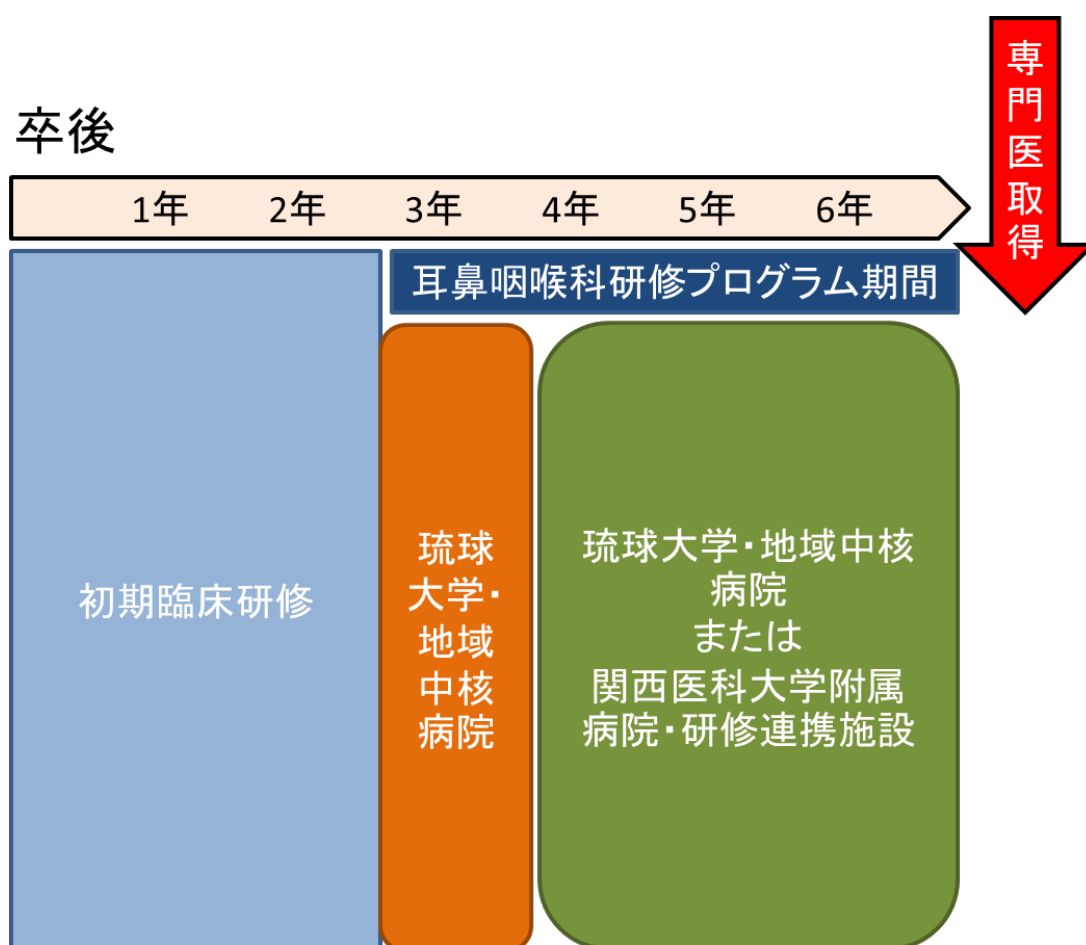 専門医取得
卒後
1年 2年 3年 4年 5年 6年
耳鼻咽喉科研修プログラム期間
初期臨床研修
琉球
大学・
地域
中核
病院
琉球大学・地域中核
病院
または
関西医科大学附属
病院・研修連携施設